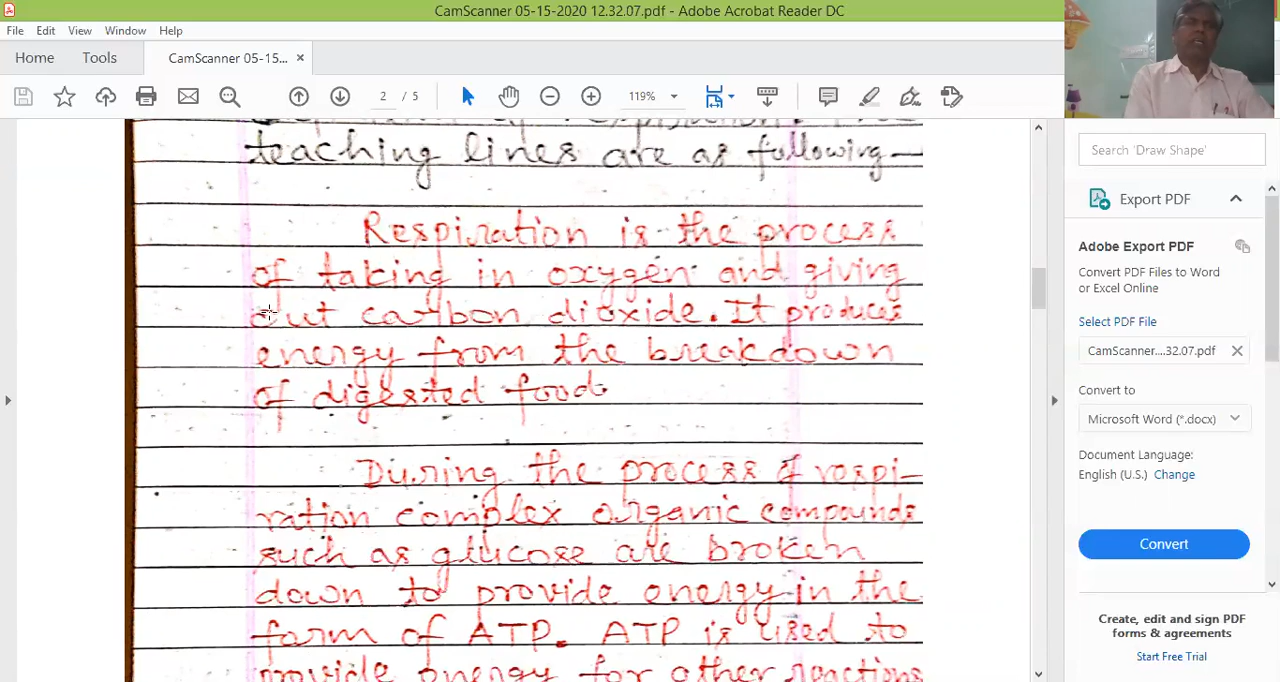 CamScanner 05-15-2020 12.32.07.pdf - Adobe Acrobat Reader DC
File Edit View Window Help
Home Tools CamScanner 05-15... ×
2 / 5 119%
teaching lines are as following—
Respiration is the process
of taking in oxygen and giving
out carbon dioxide. It produces
energy from the breakdown
of digested food
During the process of respi-
ration complex organic compounds
such as glucose are broken
down to provide energy in the
form of ATP. ATP is used to
provide energy for other reactions
Search 'Draw Shape'
Export PDF
Adobe Export PDF
Convert PDF Files to Word
or Excel Online
Select PDF File
CamScanner....32.07.pdf ×
Convert to
Microsoft Word (*.docx)
Document Language:
English (U.S.) Change
Convert
Create, edit and sign PDF
forms & agreements
Start Free Trial